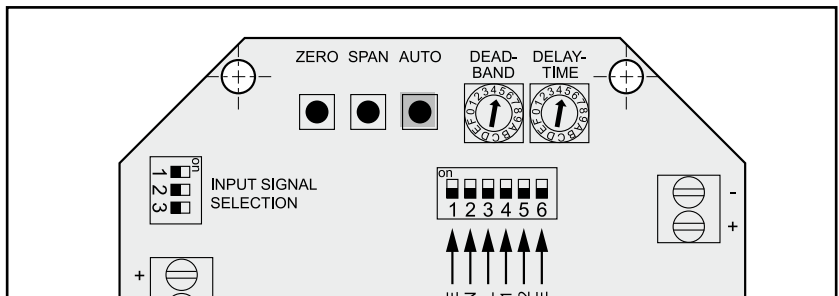 ZERO SPAN AUTO DEAD-BAND DELAY-TIME
0123456789ABCDEF 0123456789ABCDEF
on
1
2
3
INPUT SIGNAL
SELECTION
on
1 2 3 4 5 6
-
+
+